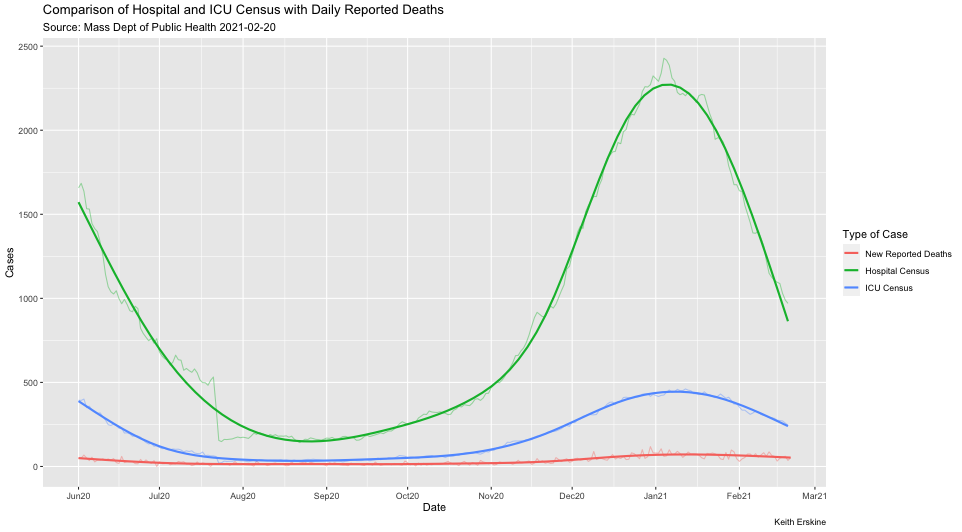 Comparison of Hospital and ICU Census with Daily Reported Deaths
Source: Mass Dept of Public Health 2021-02-20
2500
2000
1500
1000
500
0
Cases
Jun20 Jul20 Aug20 Sep20 Oct20 Nov20 Dec20 Jan21 Feb21 Mar21
Date
Type of Case
New Reported Deaths
Hospital Census
ICU Census
Keith Erskine